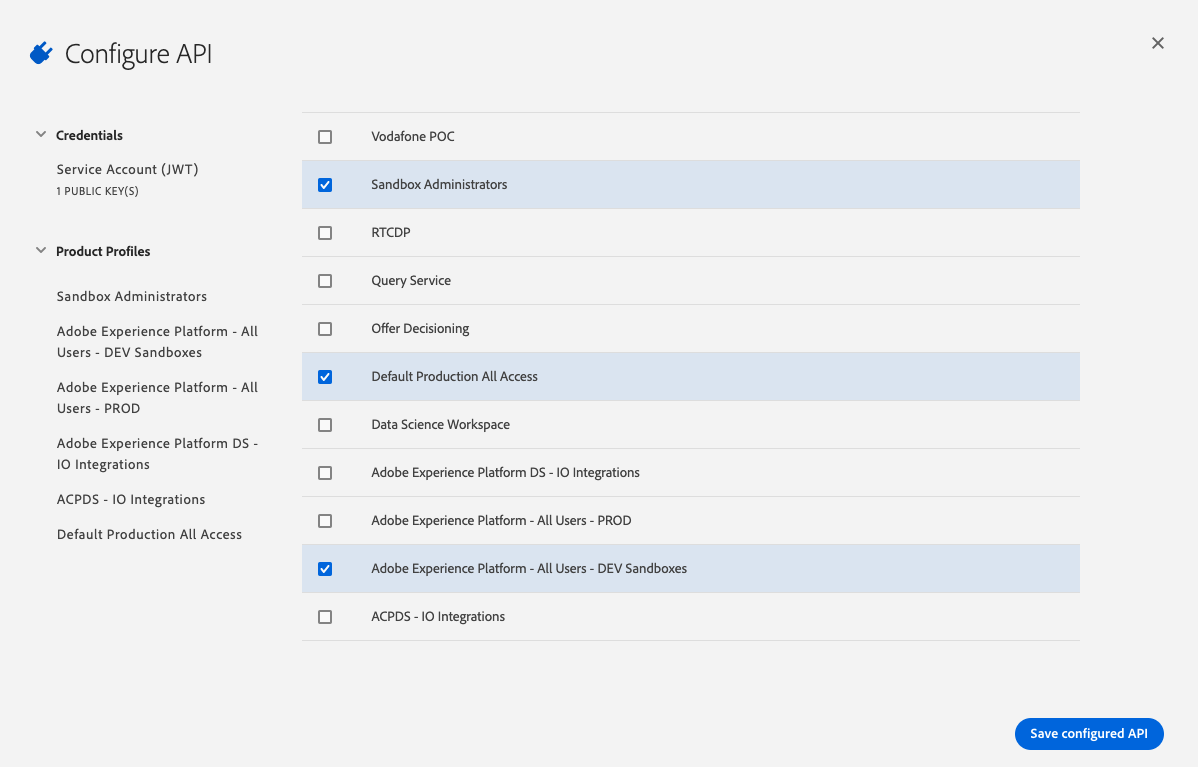 Configure API
Credentials
Service Account (JWT)
1 PUBLIC KEY(S)
Product Profiles
Sandbox Administrators
Adobe Experience Platform - All
Users - DEV Sandboxes
Adobe Experience Platform - All
Users - PROD
Adobe Experience Platform DS -
IO Integrations
ACPDS - IO Integrations
Default Production All Access
Vodafone POC
Sandbox Administrators
RTCDP
Query Service
Offer Decisioning
Default Production All Access
Data Science Workspace
Adobe Experience Platform DS - IO Integrations
Adobe Experience Platform - All Users - PROD
Adobe Experience Platform - All Users - DEV Sandboxes
ACPDS - IO Integrations
Save configured API